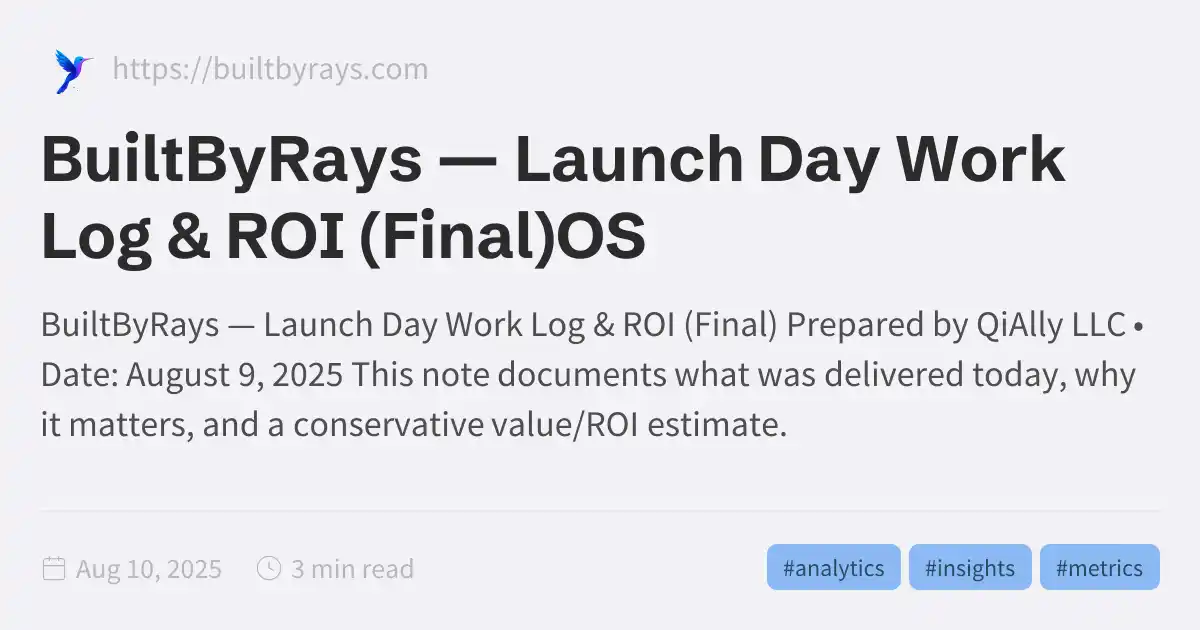 https://builtbyrays.com
BuiltByRays — Launch Day Work
Log & ROI (Final)OS
BuiltByRays — Launch Day Work Log & ROI (Final) Prepared by QiAlly LLC •
Date: August 9, 2025 This note documents what was delivered today, why
it matters, and a conservative value/ROI estimate.
Aug 10, 2025 3 min read #analytics #insights #metrics